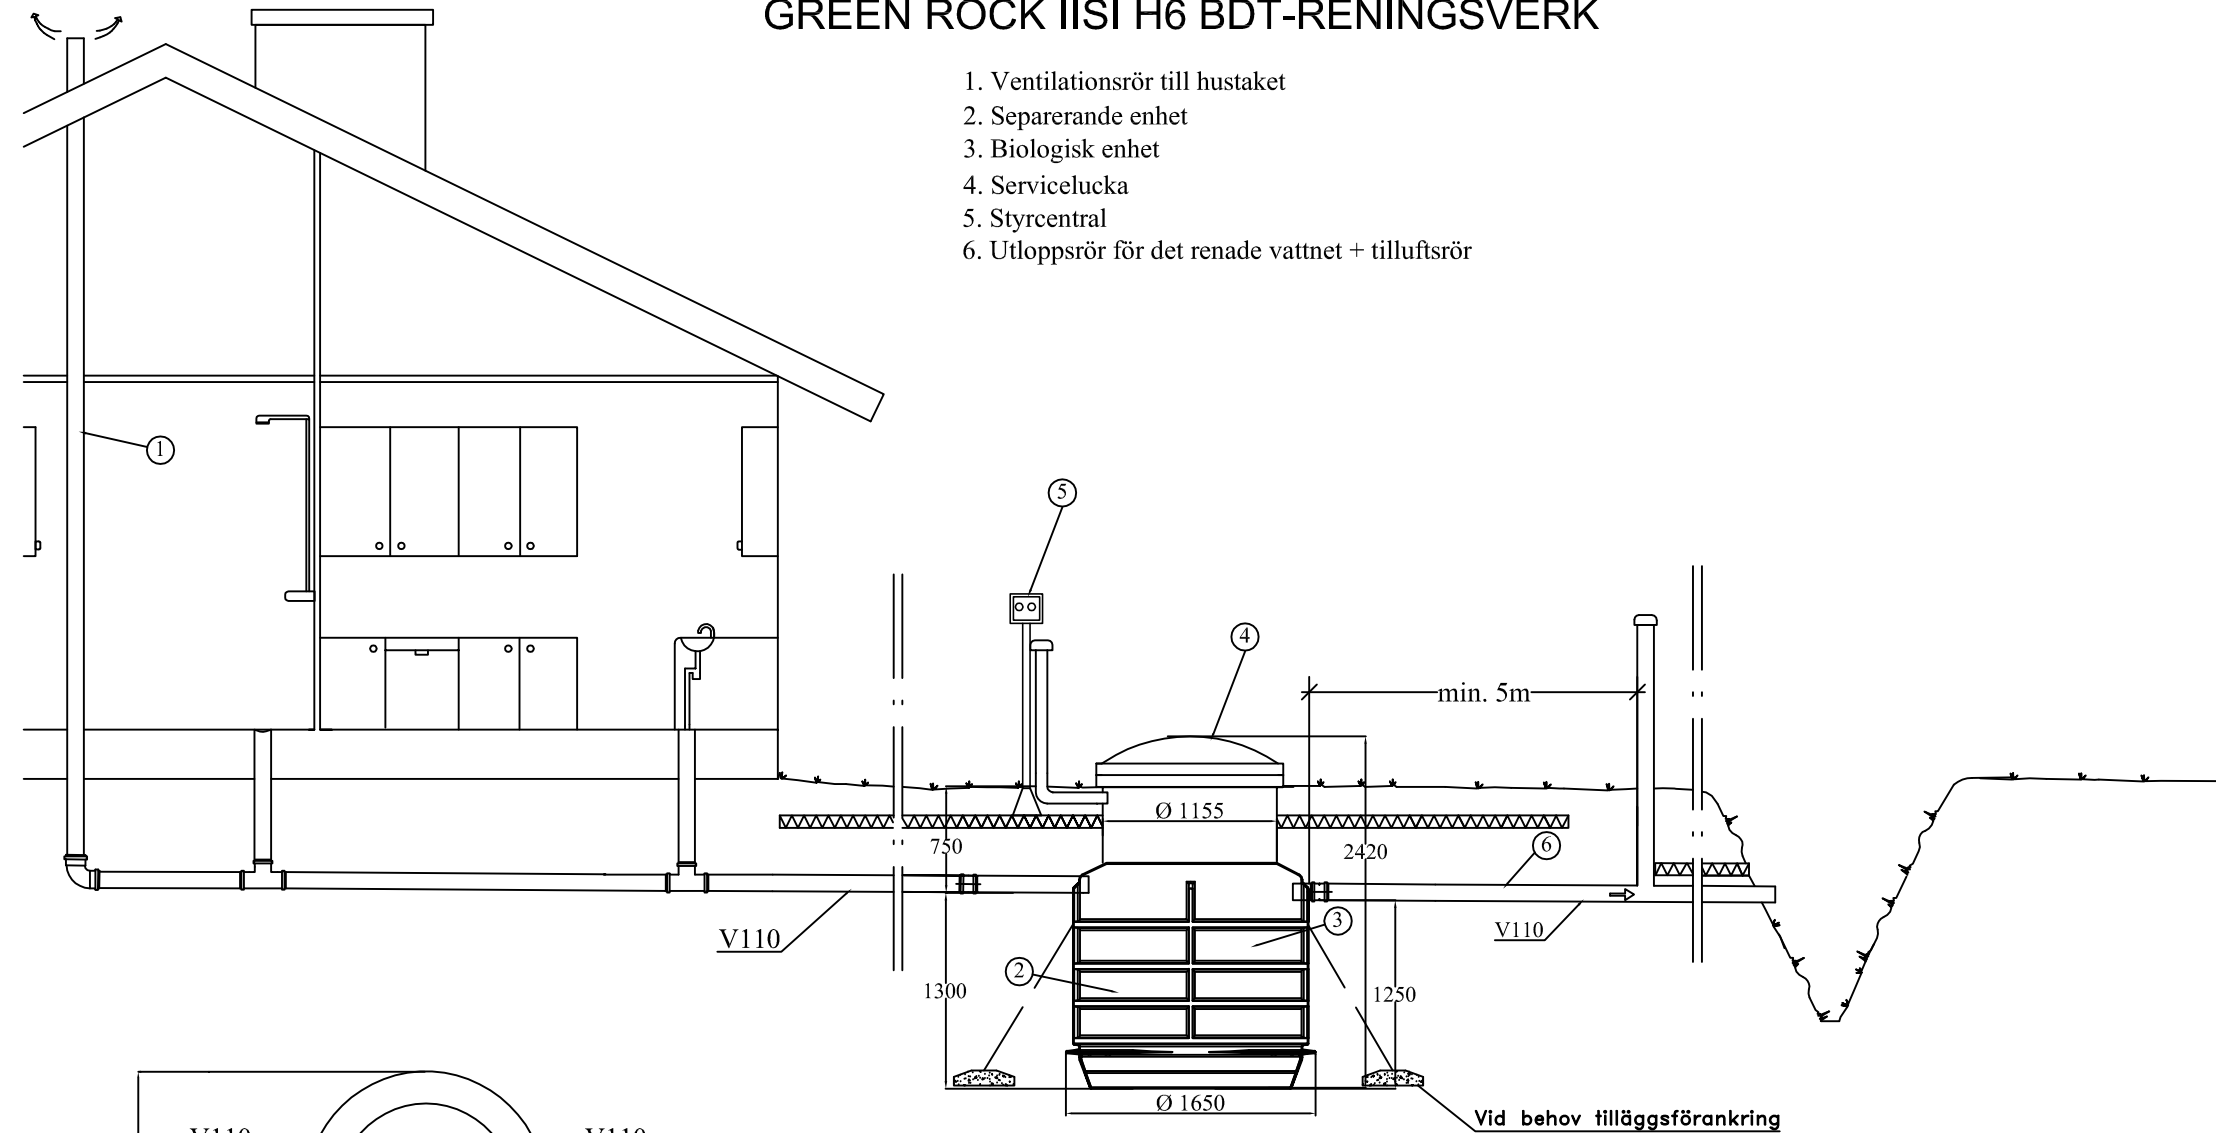 GREEN ROCK IISI H6 BDT-RENINGSVERK
1. Ventilationsrör till hustaket
2. Separerande enhet
3. Biologisk enhet
4. Servicelucka
5. Styrcentral
6. Utloppsrör för det renade vattnet + tilluftsrör
1
5
4
min. 5m
Ø 1155
750
2420
6
V110
3
V110
2
1300
1250
Ø 1650
Vid behov tilläggsförankring
V110
V110